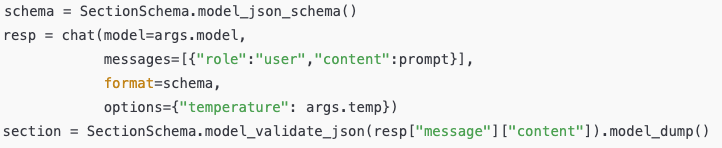 schema = SectionSchema.model_json_schema()
resp = chat(model=args.model,
            messages=[{"role":"user","content":prompt}],
            format=schema,
            options={"temperature": args.temp})
section = SectionSchema.model_validate_json(resp["message"]["content"]).model_dump()